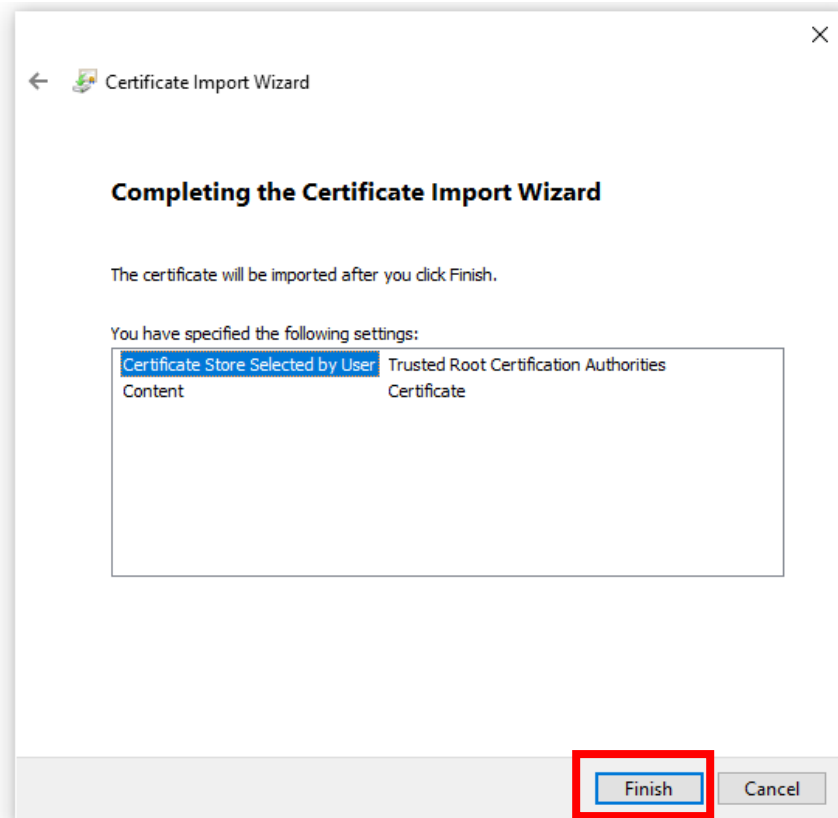 Certificate Import Wizard
Completing the Certificate Import Wizard
The certificate will be imported after you click Finish.
You have specified the following settings:
Certificate Store Selected by User Trusted Root Certification Authorities
Content Certificate
Finish Cancel